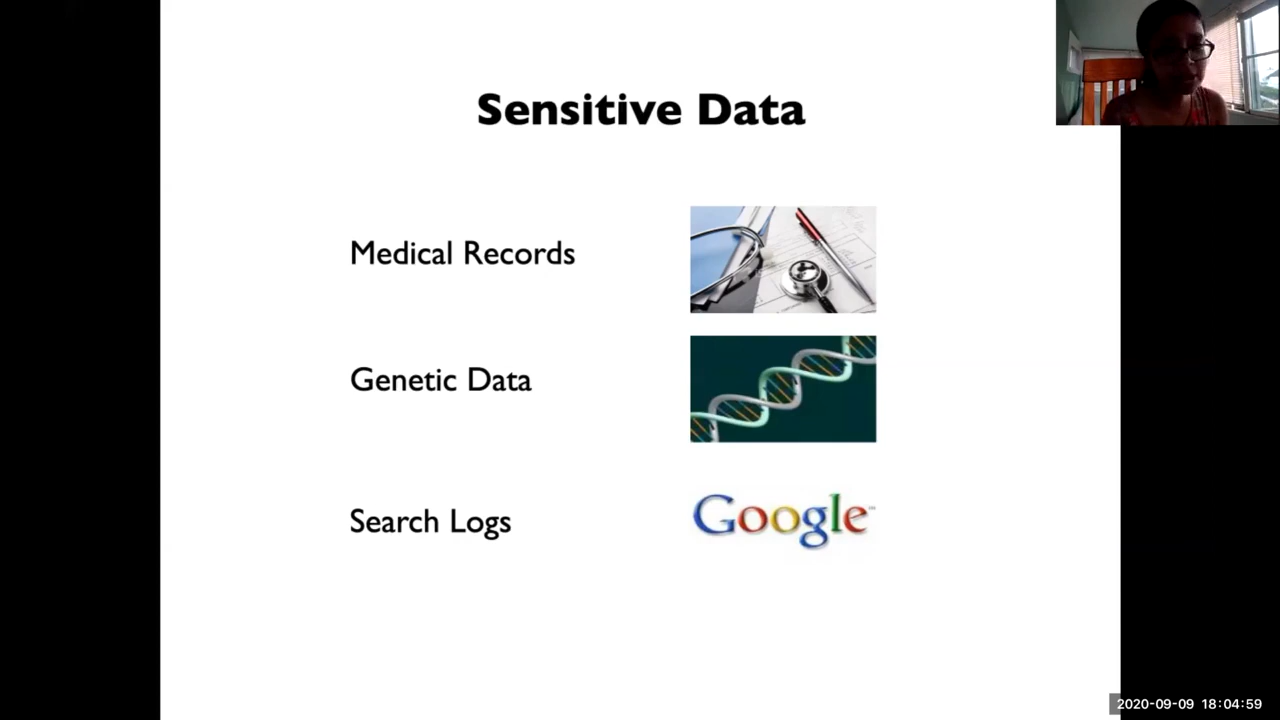 Sensitive Data
Medical Records
Genetic Data
Search Logs
Google
2020-09-09 18:04:59